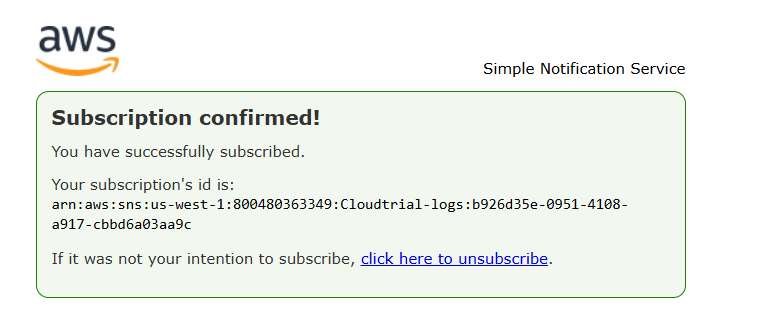 aws
Simple Notification Service
Subscription confirmed!
You have successfully subscribed.
Your subscription's id is:
arn:aws:sns:us-west-1:800480363349:Cloudtrial-logs:b926d35e-0951-4108-
a917-cbbd6a03aa9c
If it was not your intention to subscribe, click here to unsubscribe.